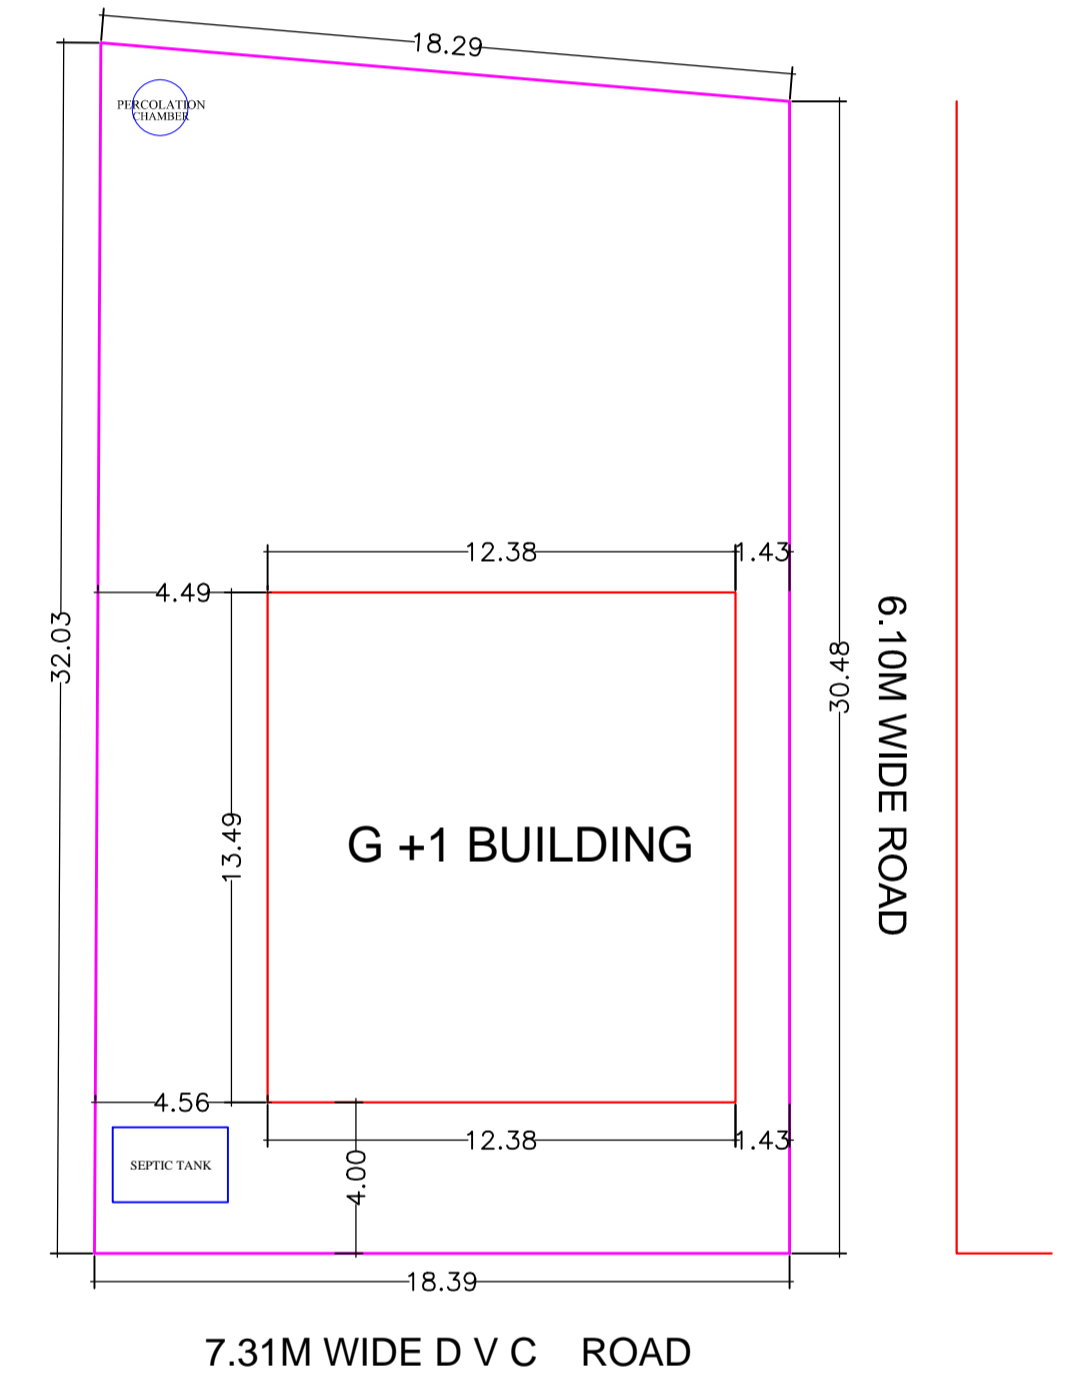 18.29
PERCOLATION
CHAMBER
12.38
1.43
4.49
32.03
30.48
6.10M WIDE ROAD
13.49
G +1 BUILDING
4.56
12.38
1.43
SEPTIC TANK
4.00
18.39
7.31M WIDE D V C ROAD